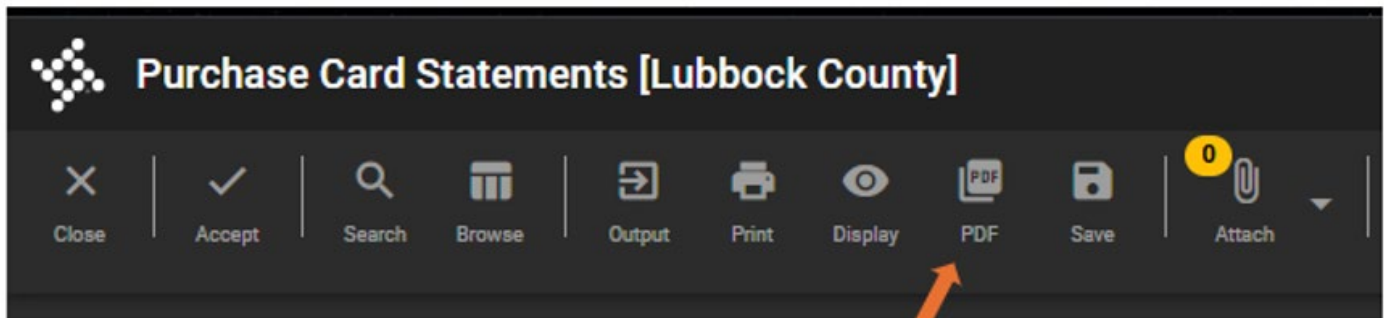 Purchase Card Statements [Lubbock County]
0
PDF
Close Accept Search Browse Output Print Display PDF Save Attach